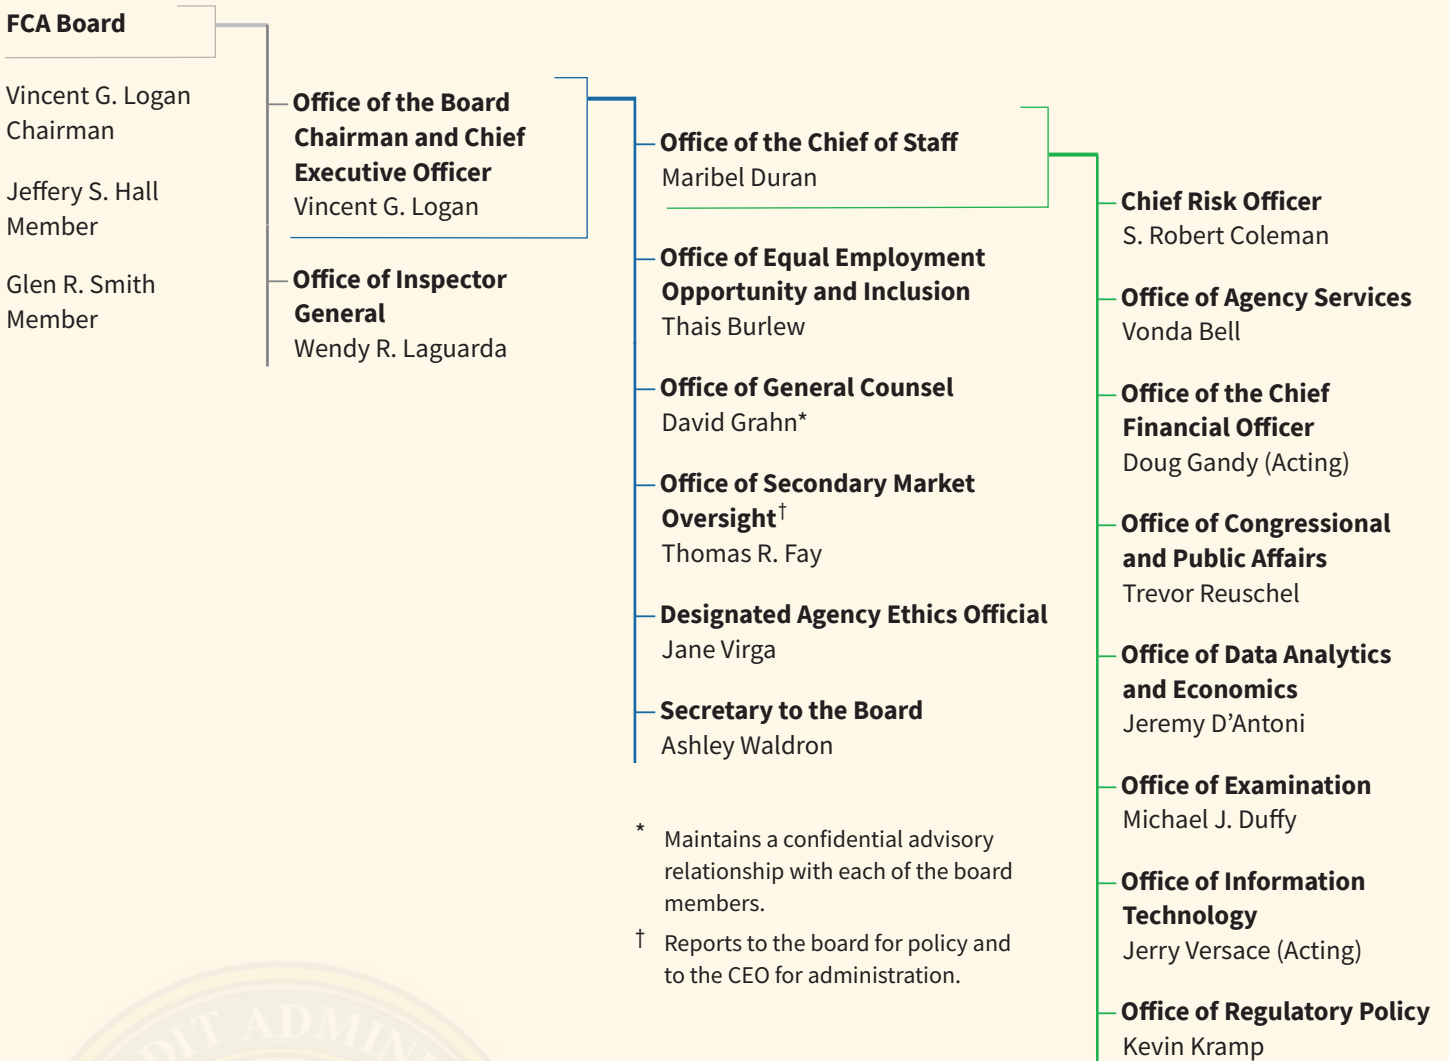 FCA Board
Vincent G. Logan
Chairman
Jeffery S. Hall
Member
Glen R. Smith
Member
Office of the Board
Chairman and Chief
Executive Officer
Vincent G. Logan
Office of Inspector
General
Wendy R. Laguarda
Office of the Chief of Staff
Maribel Duran
Office of Equal Employment
Opportunity and Inclusion
Thais Burlew
Office of General Counsel
David Grahn*
Office of Secondary Market
Oversight†
Thomas R. Fay
Designated Agency Ethics Official
Jane Virga
Secretary to the Board
Ashley Waldron
* Maintains a confidential advisory
relationship with each of the board
members.
† Reports to the board for policy and
to the CEO for administration.
Chief Risk Officer
S. Robert Coleman
Office of Agency Services
Vonda Bell
Office of the Chief
Financial Officer
Doug Gandy (Acting)
Office of Congressional
and Public Affairs
Trevor Reuschel
Office of Data Analytics
and Economics
Jeremy D’Antoni
Office of Examination
Michael J. Duffy
Office of Information
Technology
Jerry Versace (Acting)
Office of Regulatory Policy
Kevin Kramp